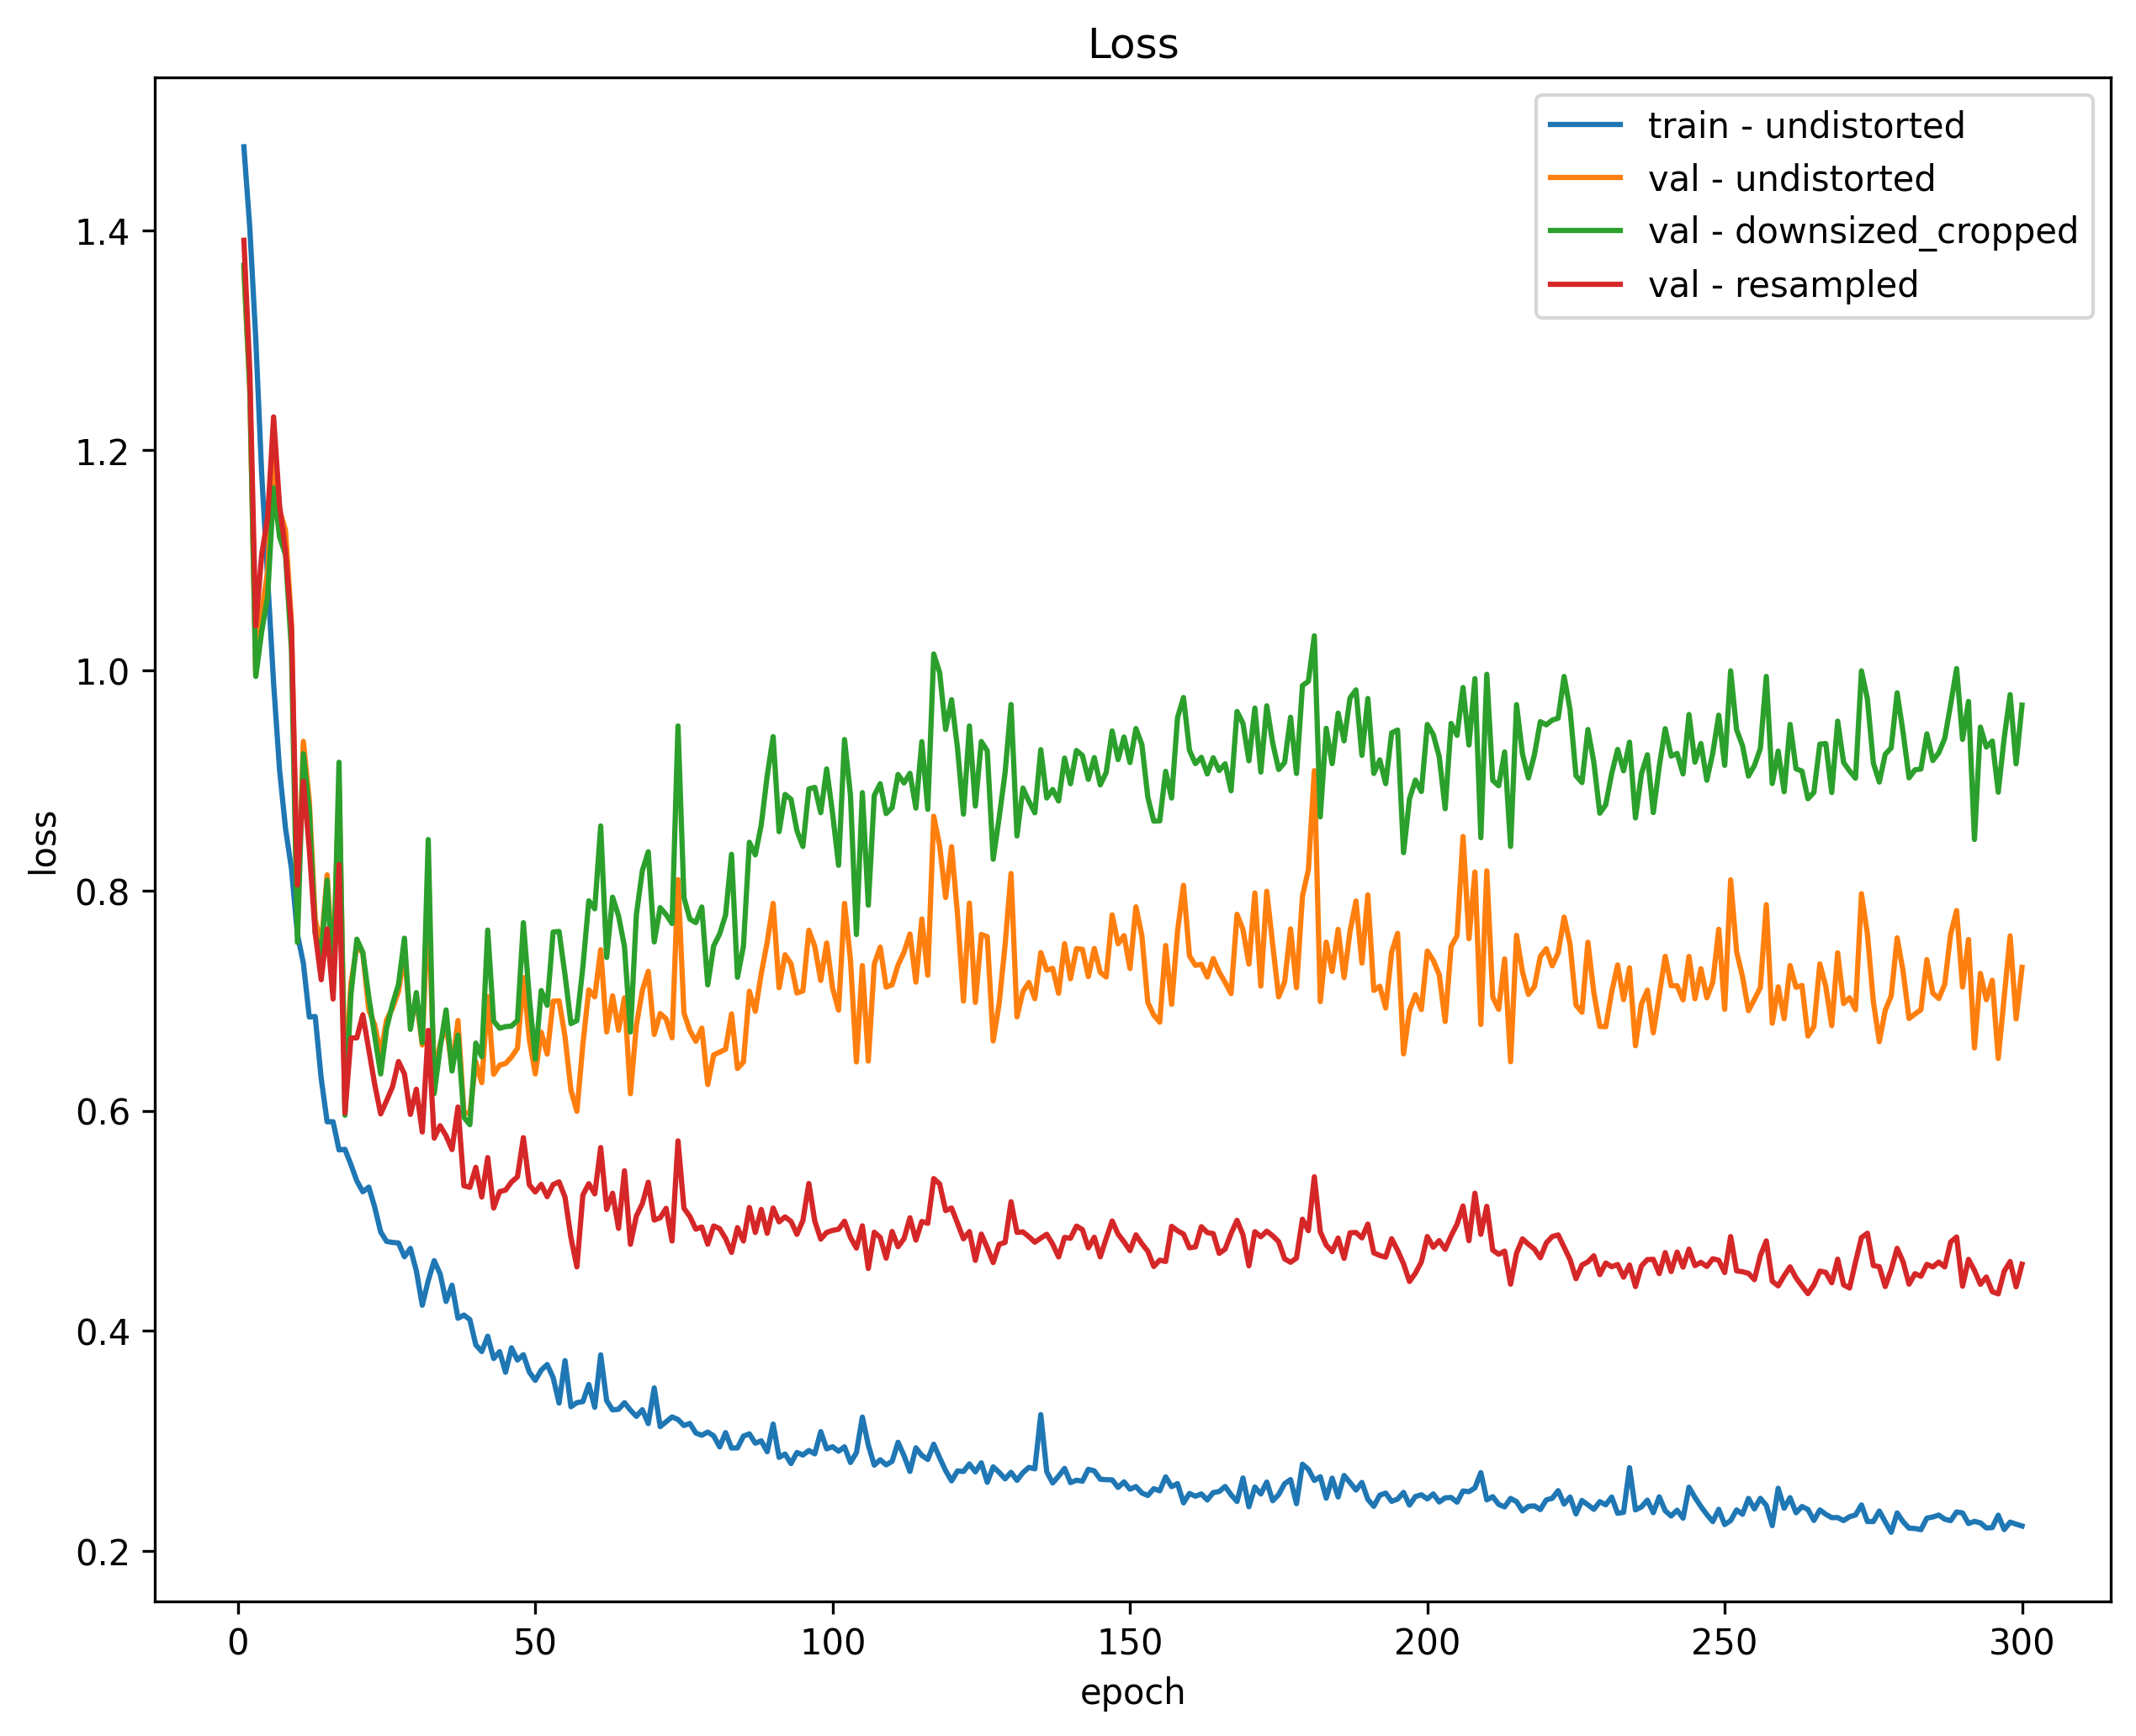 Loss
train - undistorted
val - undistorted
val - downsized_cropped
val - resampled
1.4
1.2
1.0
0.8
0.6
0.4
0.2
loss
0 50 100 150 200 250 300
epoch